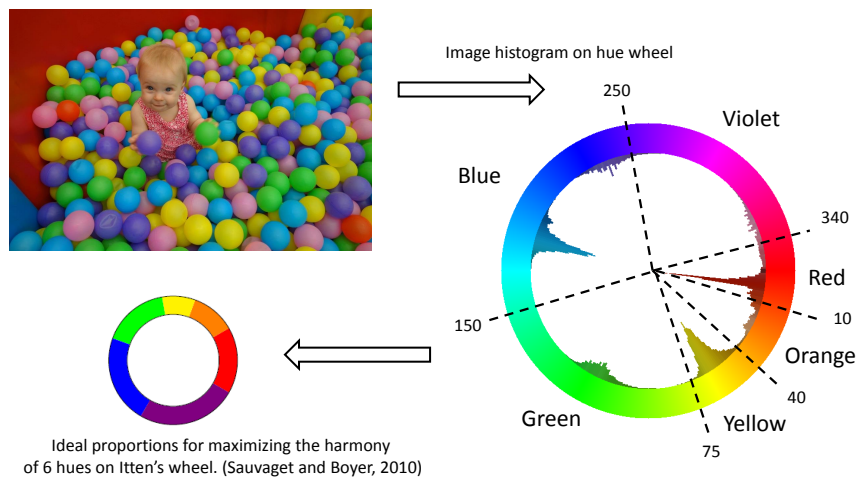 Image histogram on hue wheel
250
Violet
Blue
340
Red
150
10
Orange
40
Green
Yellow
75
Ideal proportions for maximizing the harmony
of 6 hues on Itten’s wheel. (Sauvaget and Boyer, 2010)